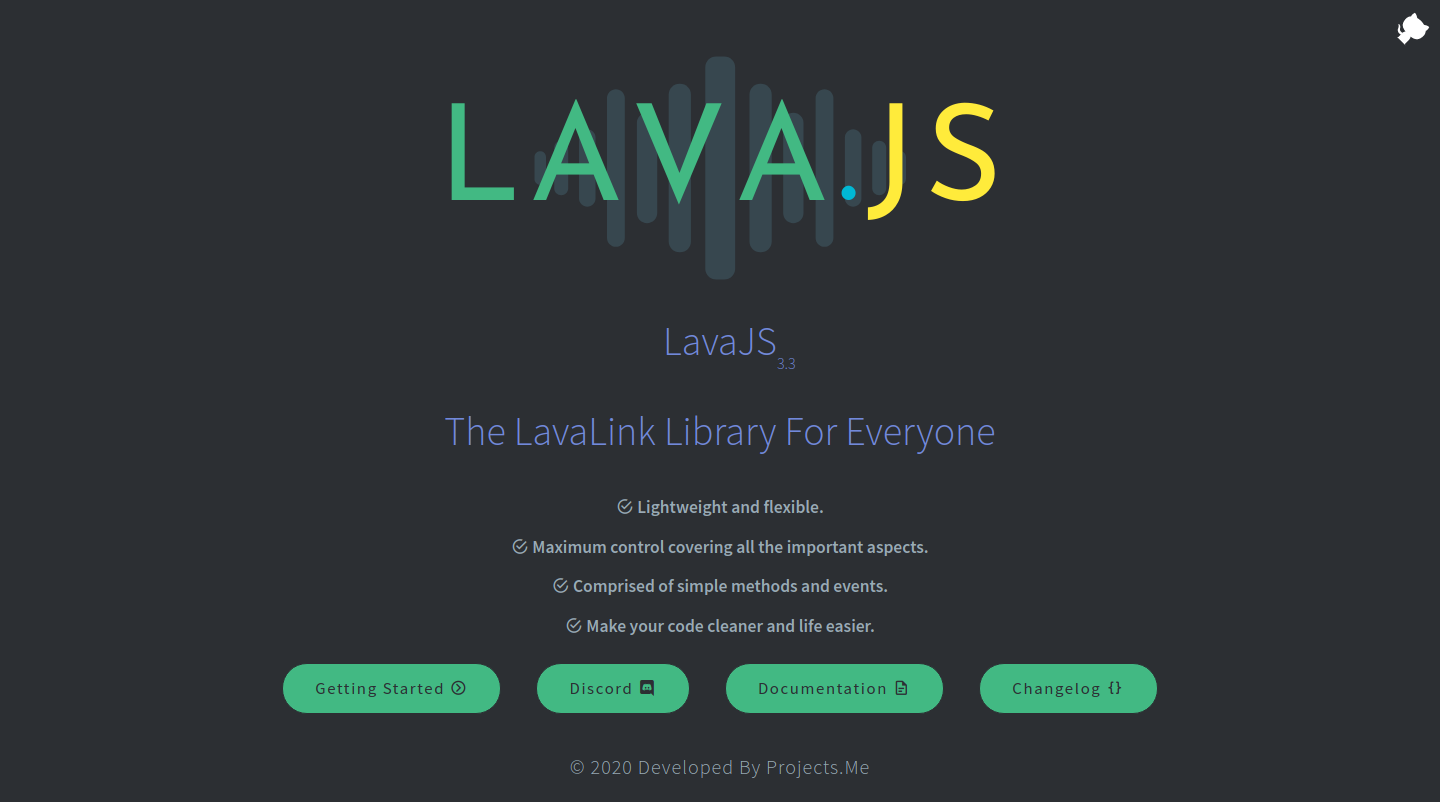 LAVA.JS
LavaJS 3.3
The LavaLink Library For Everyone
Lightweight and flexible.
Maximum control covering all the important aspects.
Comprised of simple methods and events.
Make your code cleaner and life easier.
Getting Started Discord Documentation Changelog {}
© 2020 Developed By Projects.Me